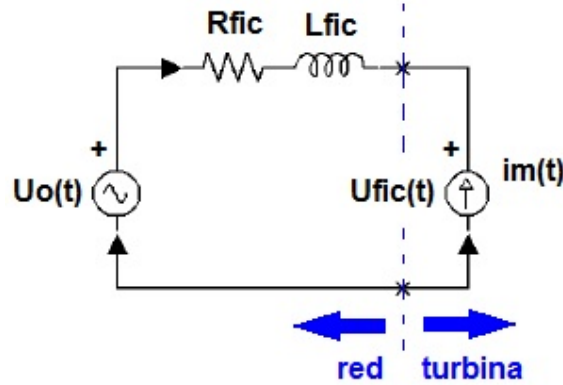 Rfic Lfic
+ +
Uo(t) Ufic(t) im(t)
red turbina